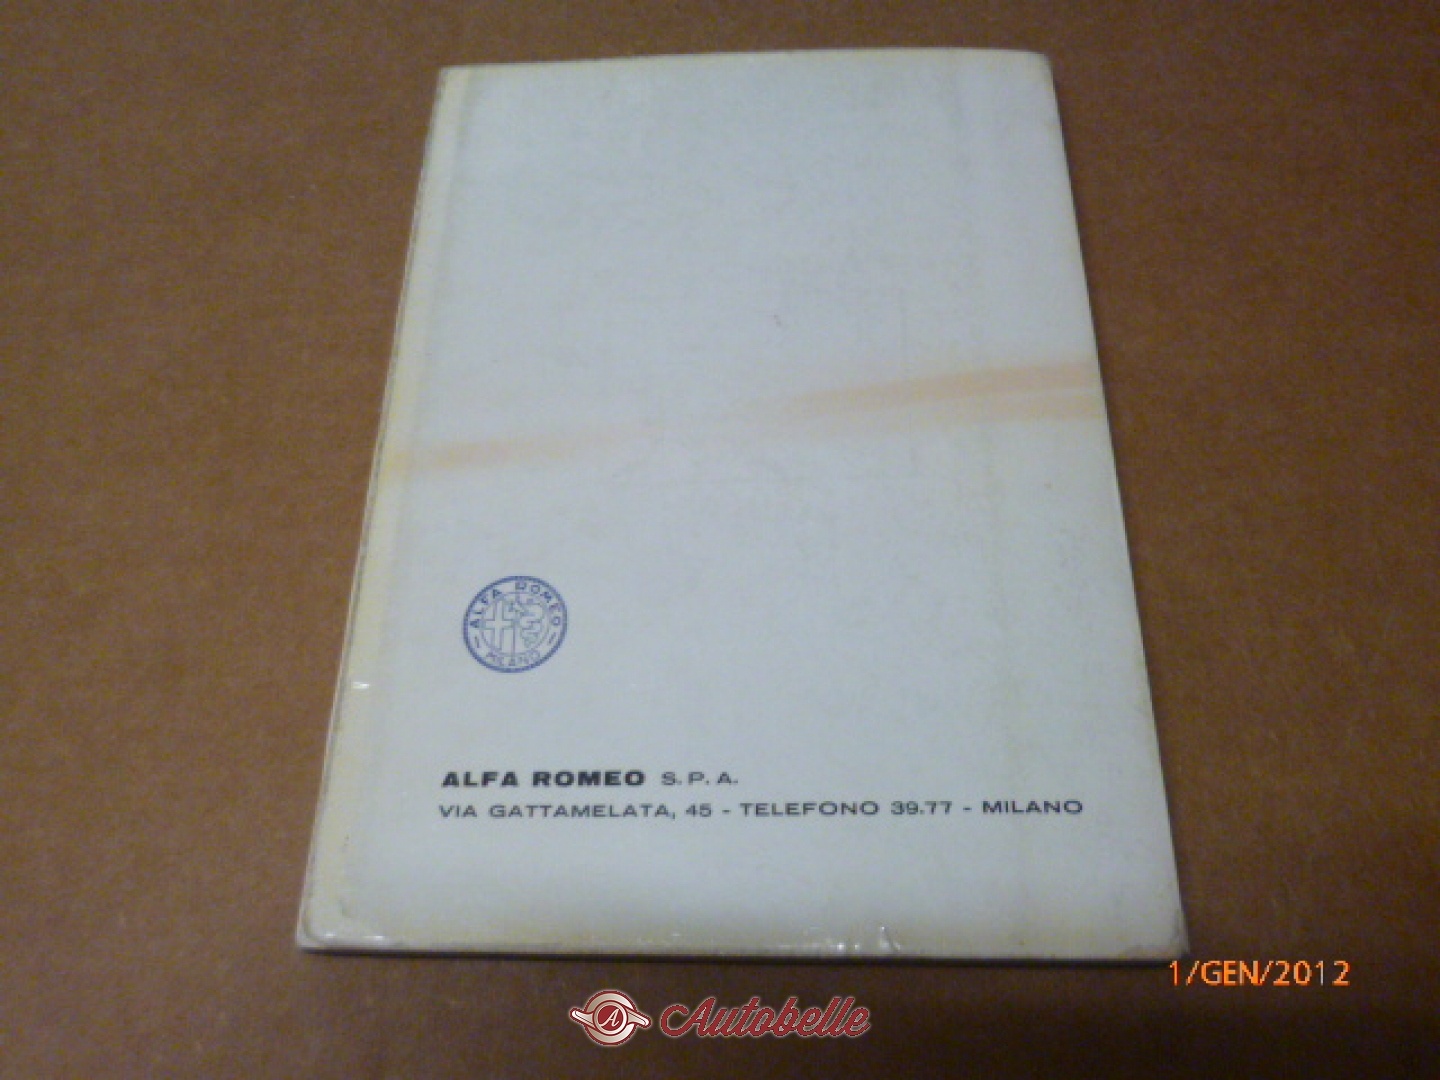 ALFA ROMEO
MILANO
ALFA ROMEO S.P.A.
VIA GATTAMELATA, 45 - TELEFONO 39.77 - MILANO
1/GEN/2012
A Autobelle